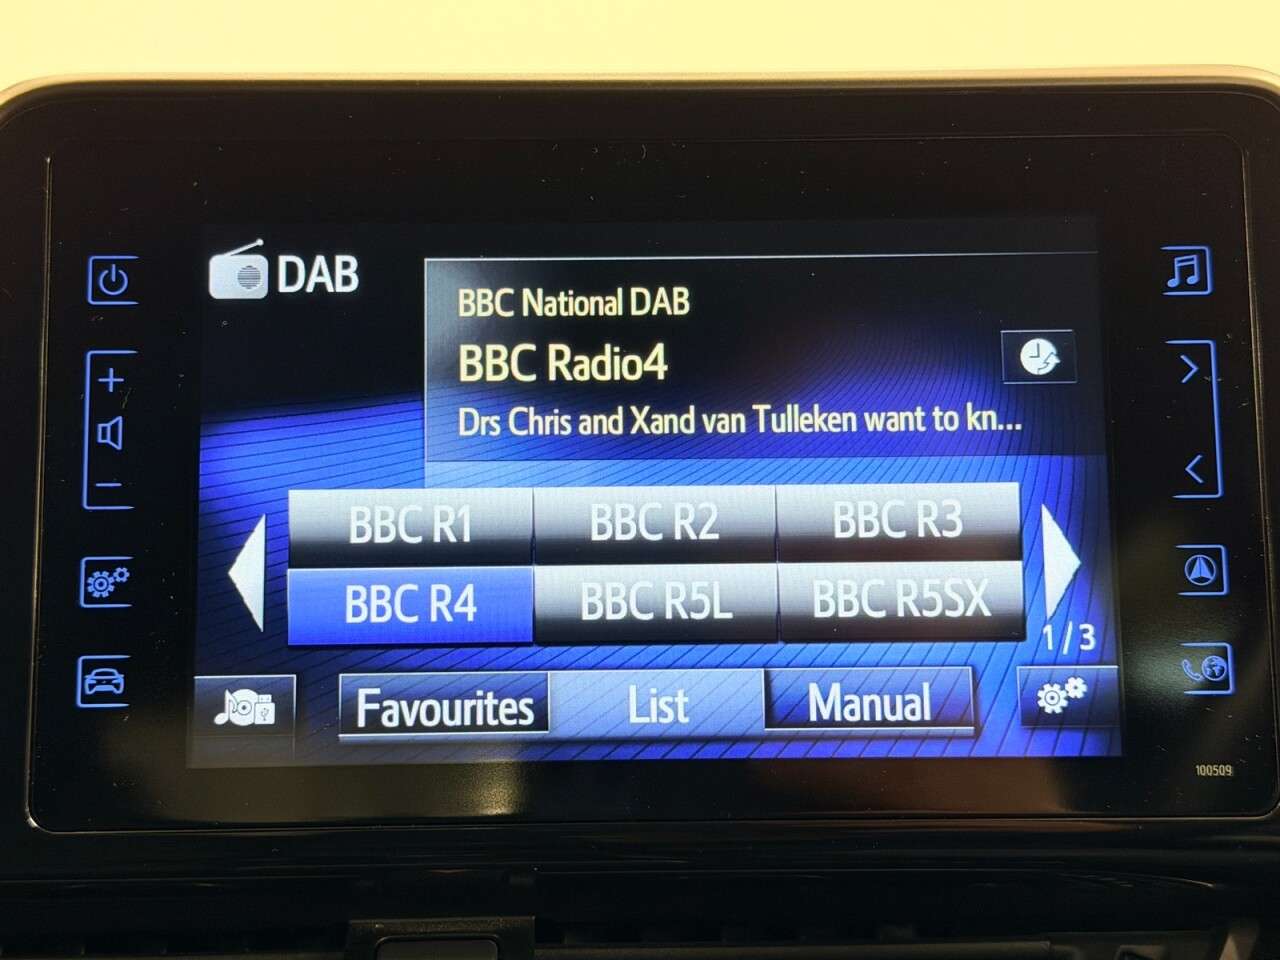 DAB
BBC National DAB
BBC Radio4
Drs Chris and Xand van Tulleken want to kn...
BBC R1 BBC R2 BBC R3
BBC R4 BBC R5L BBC R5SX
1/3
Favourites List Manual
100509